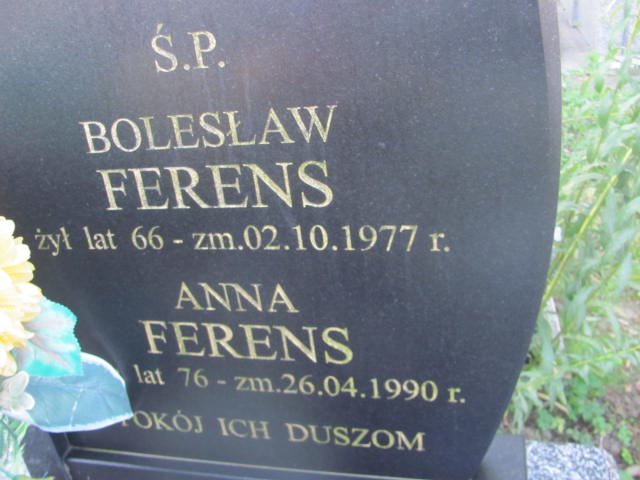 Ś.P.
BOLESŁAW
FERENS
żył lat 66 - zm.02.10.1977 r.
ANNA
FERENS
lat 76 - zm.26.04.1990 r.
POKÓJ ICH DUSZOM